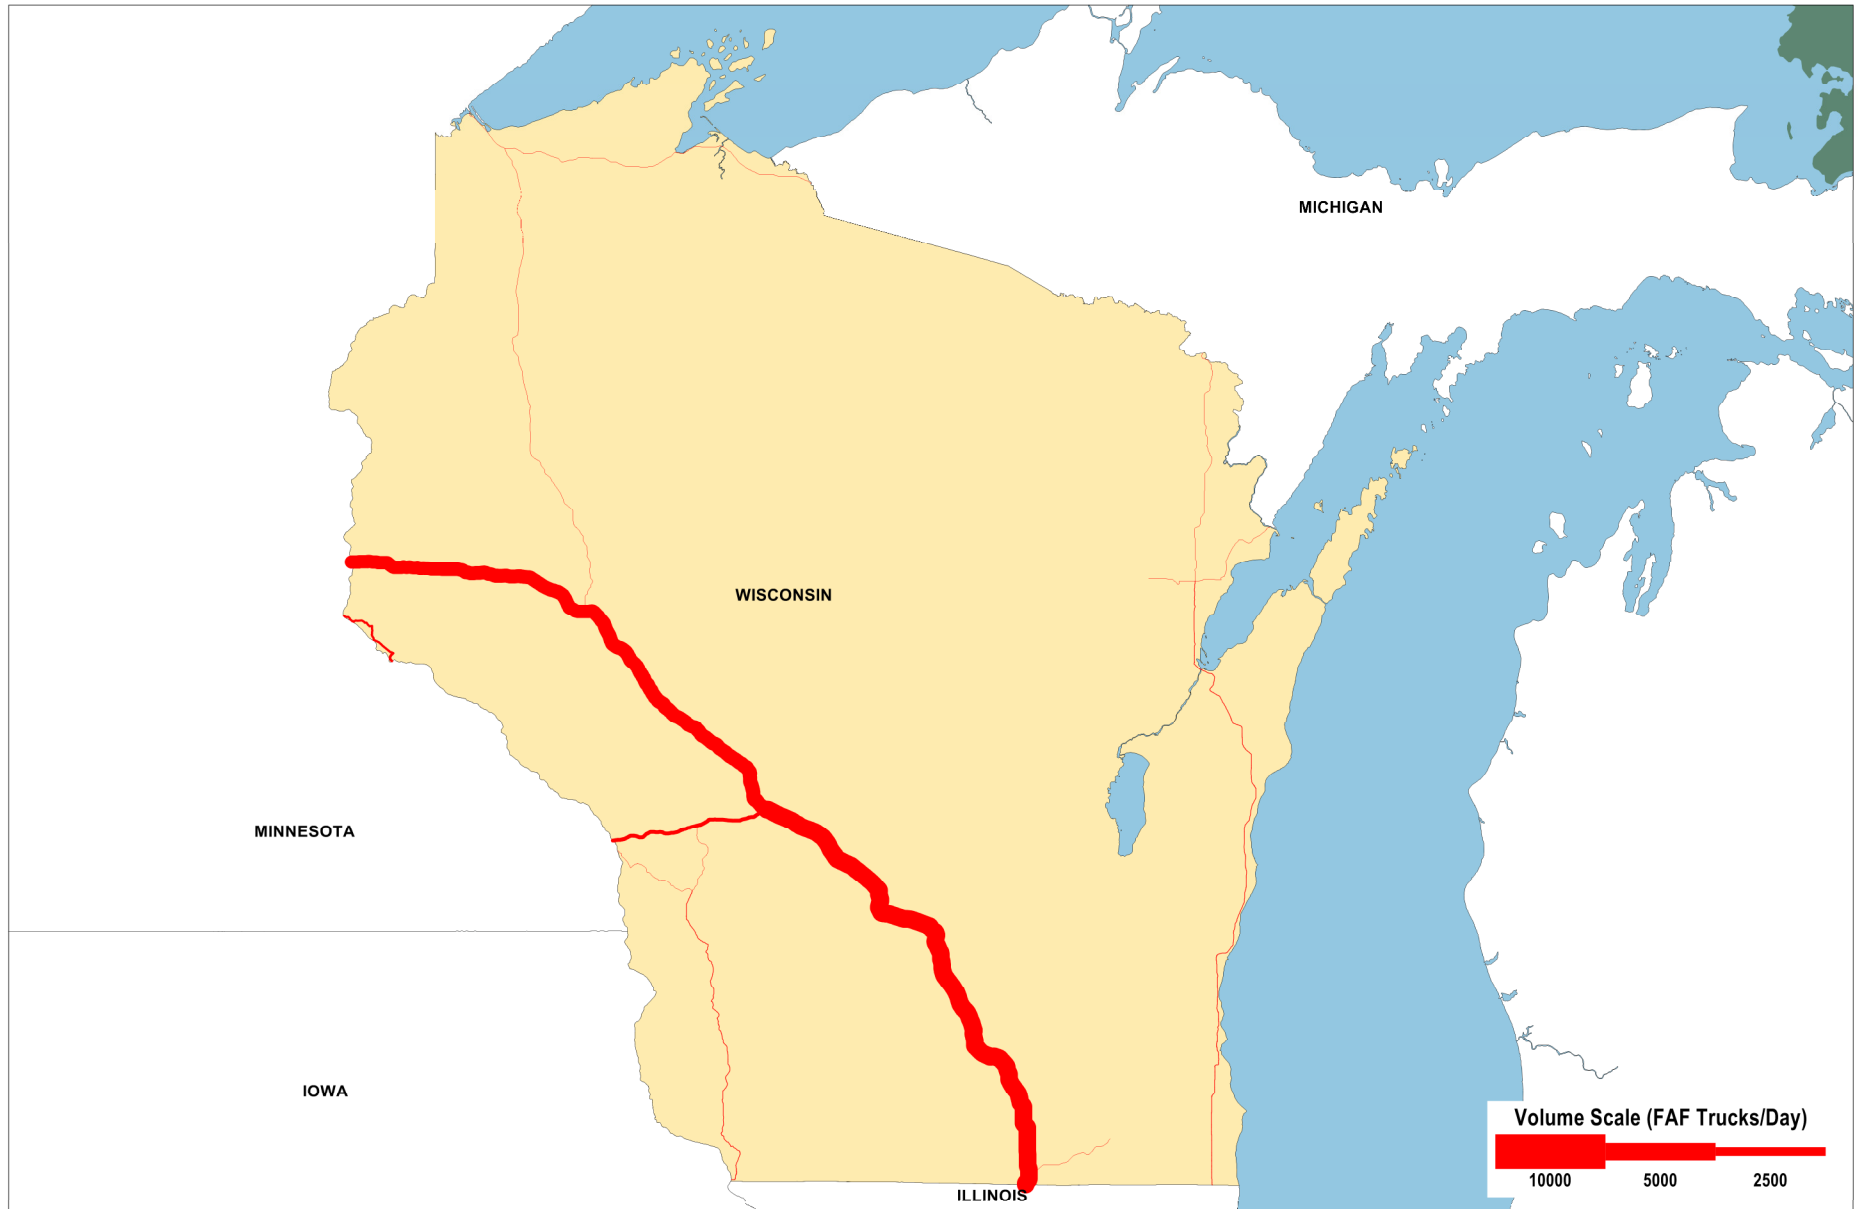 MICHIGAN
WISCONSIN
MINNESOTA
IOWA
ILLINOIS
Volume Scale (FAF Trucks/Day)
10000 5000 2500